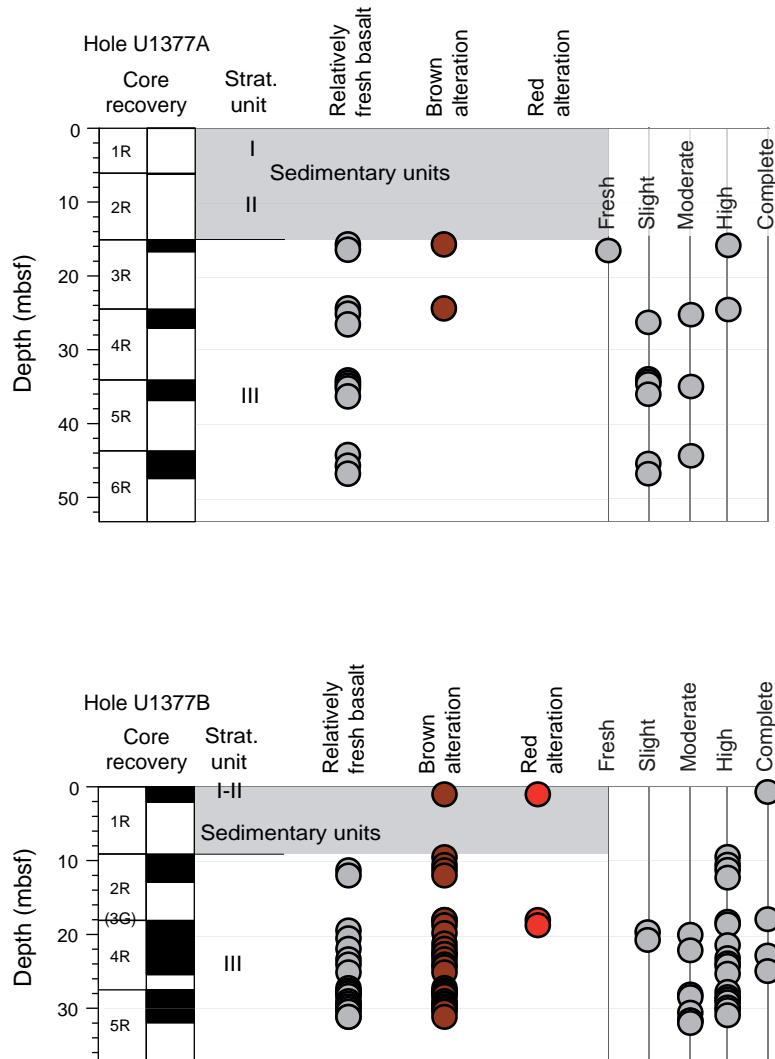 Hole U1377A
Core
recovery
Strat.
unit
Relatively
fresh basalt
Brown
alteration
Red
alteration
0
10
20
30
40
50
Depth (mbsf)
1R
2R
3R
4R
5R
6R
I
Sedimentary units
II
III
Fresh
Slight
Moderate
High
Complete
Hole U1377B
Core
recovery
Strat.
unit
Relatively
fresh basalt
Brown
alteration
Red
alteration
Fresh
Slight
Moderate
High
Complete
0
10
20
30
Depth (mbsf)
1R
2R
(3G)
4R
5R
I-II
Sedimentary units
III